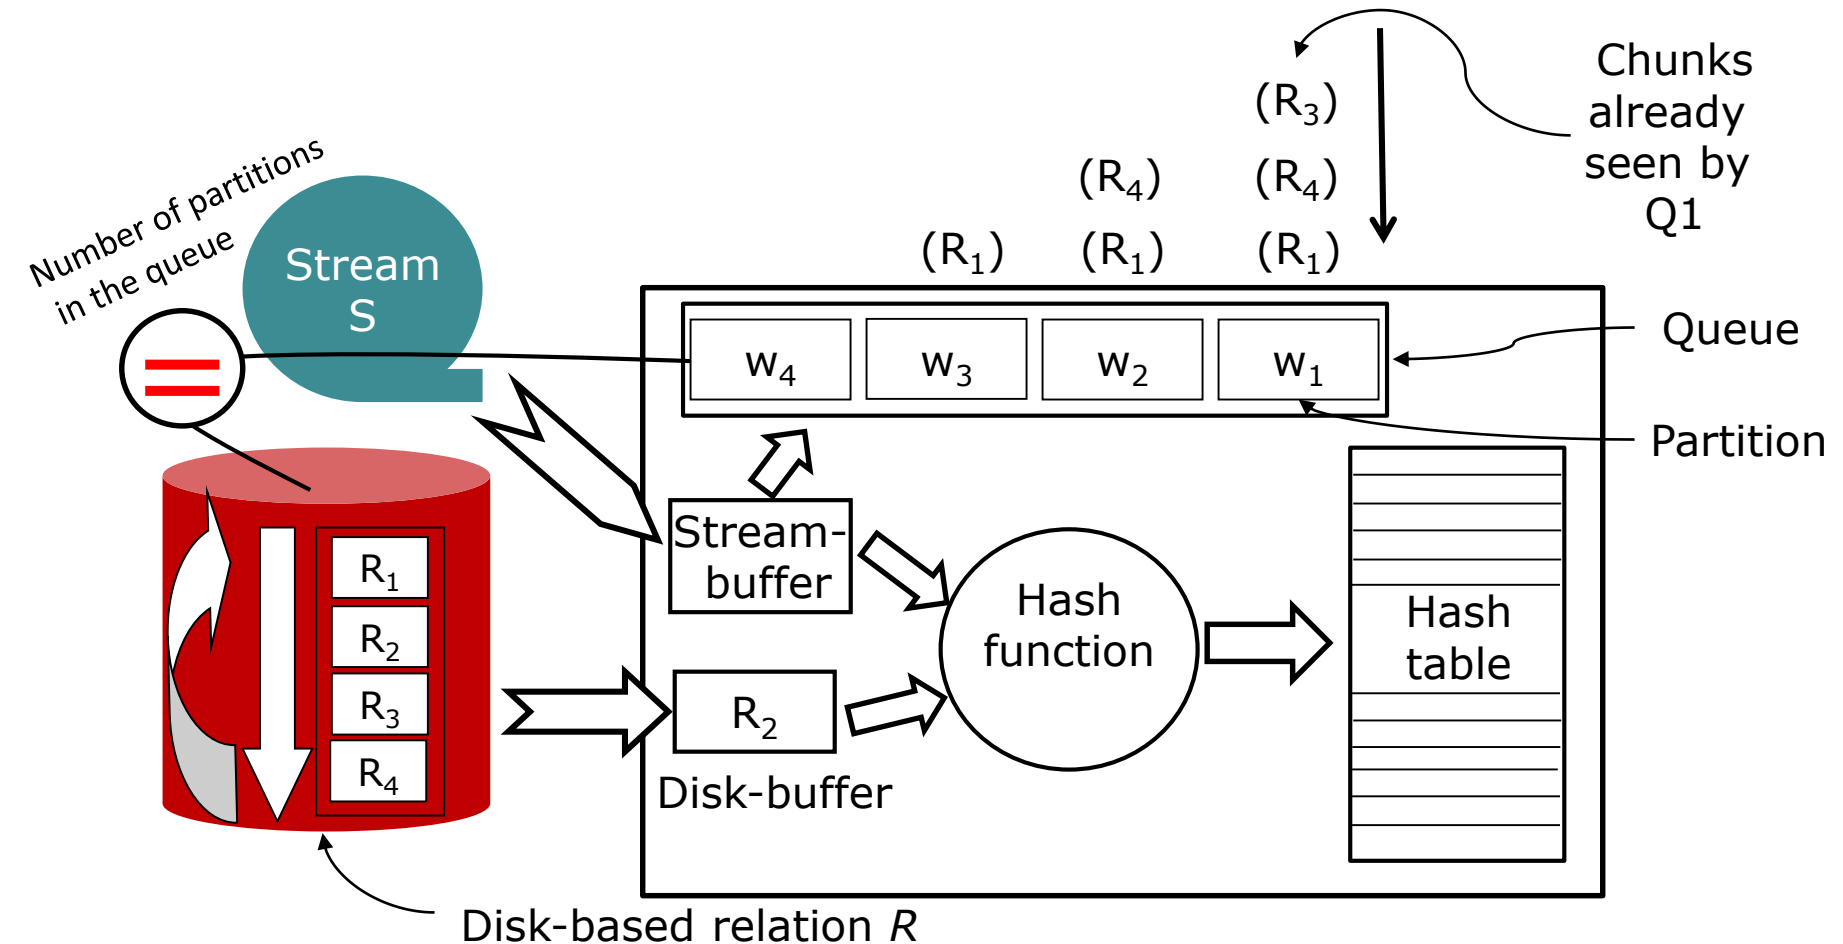 Chunks
already
seen by
Q1
(R₃)
(R₄) (R₄)
(R₁) (R₁) (R₁)
Number of partitions
in the queue
Stream
S
w₄ w₃ w₂ w₁
Queue
Partition
Stream-
buffer
Hash
function
Hash
table
R₁
R₂
R₃
R₄
R₂
Disk-buffer
Disk-based relation R